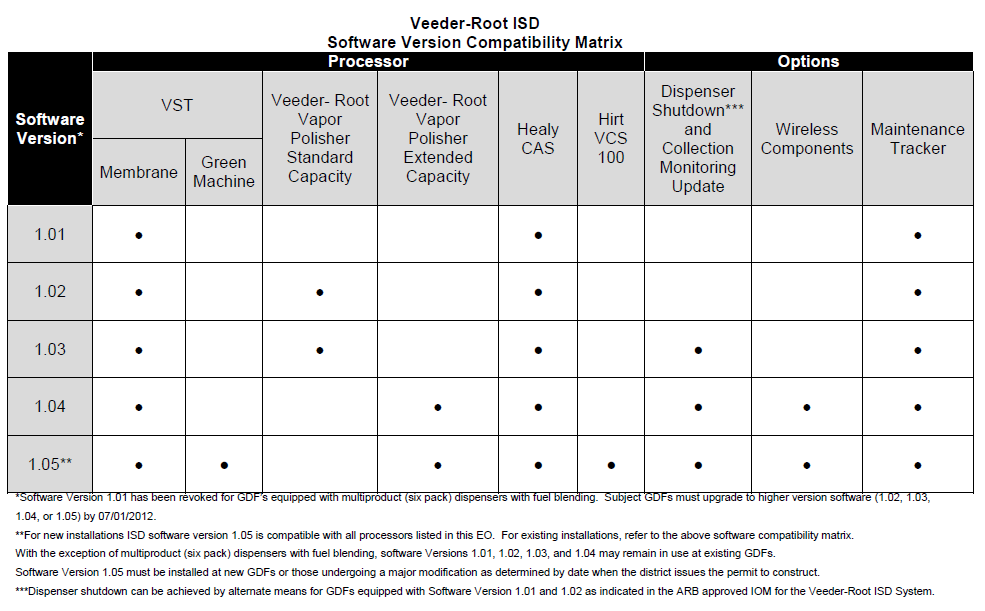 Veeder-Root ISD
Software Version Compatibility Matrix
Processor
Options
Software
Version*
VST
Membrane
Green
Machine
Veeder- Root
Vapor
Polisher
Standard
Capacity
Veeder- Root
Vapor
Polisher
Extended
Capacity
Healy
CAS
Hirt
VCS
100
Dispenser
Shutdown***
and
Collection
Monitoring
Update
Wireless
Components
Maintenance
Tracker
1.01 • • •
1.02 • • • •
1.03 • • • • •
1.04 • • • • • •
1.05** • • • • • • • •
*Software Version 1.01 has been revoked for GDF's equipped with multiproduct (six pack) dispensers with fuel blending. Subject GDFs must upgrade to higher version software (1.02, 1.03,
1.04, or 1.05) by 07/01/2012.
**For new installations ISD software version 1.05 is compatible with all processors listed in this EO. For existing installations, refer to the above software compatibility matrix.
With the exception of multiproduct (six pack) dispensers with fuel blending, software Versions 1.01, 1.02, 1.03, and 1.04 may remain in use at existing GDFs.
Software Version 1.05 must be installed at new GDFs or those undergoing a major modification as determined by date when the district issues the permit to construct.
***Dispenser shutdown can be achieved by alternate means for GDFs equipped with Software Version 1.01 and 1.02 as indicated in the ARB approved IOM for the Veeder-Root ISD System.